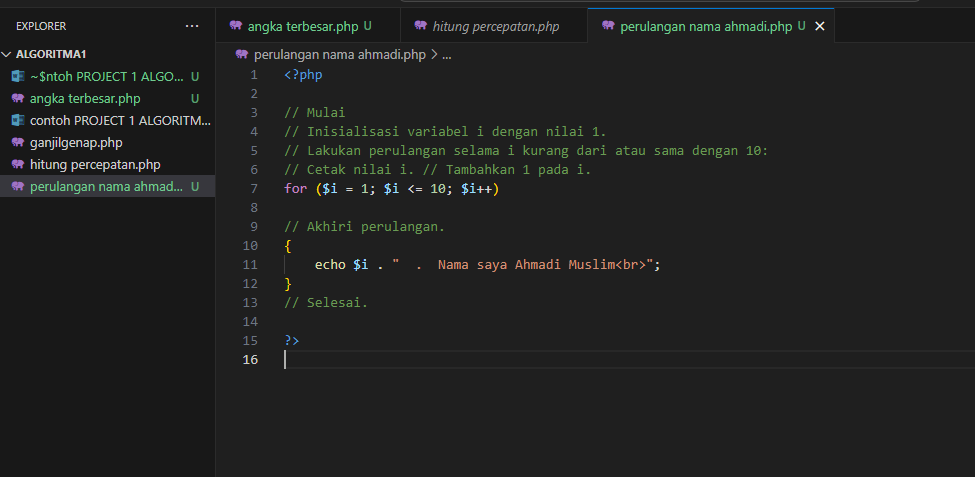 EXPLORER ...
angka terbesar.php U
hitung percepatan.php
perulangan nama ahmadi.php U
ALGORITMA1
~$ntoh PROJECT 1 ALGO... U
angka terbesar.php U
contoh PROJECT 1 ALGORITM...
ganjilgenap.php
hitung percepatan.php
perulangan nama ahmad... U
perulangan nama ahmadi.php > ...
1 <?php
2
3 // Mulai
4 // Inisialisasi variabel i dengan nilai 1.
5 // Lakukan perulangan selama i kurang dari atau sama dengan 10:
6 // Cetak nilai i. // Tambahkan 1 pada i.
7 for ($i = 1; $i <= 10; $i++)
8
9 // Akhiri perulangan.
10 {
11     echo $i . "  .  Nama saya Ahmadi Muslim<br>";
12 }
13 // Selesai.
14
15 ?>
16